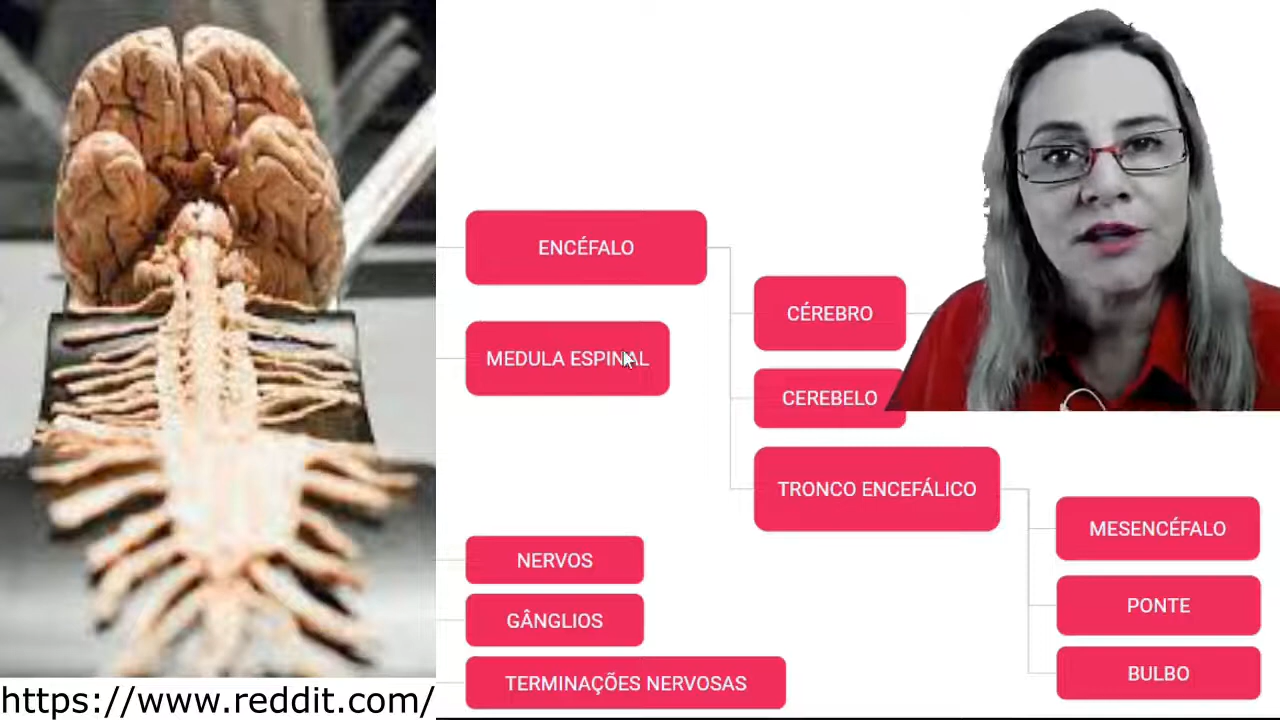 ENCÉFALO
MEDULA ESPINAL
CÉREBRO
CEREBELO
TRONCO ENCEFÁLICO
MESENCÉFALO
PONTE
BULBO
NERVOS
GÂNGLIOS
TERMINAÇÕES NERVOSAS
https://www.reddit.com/